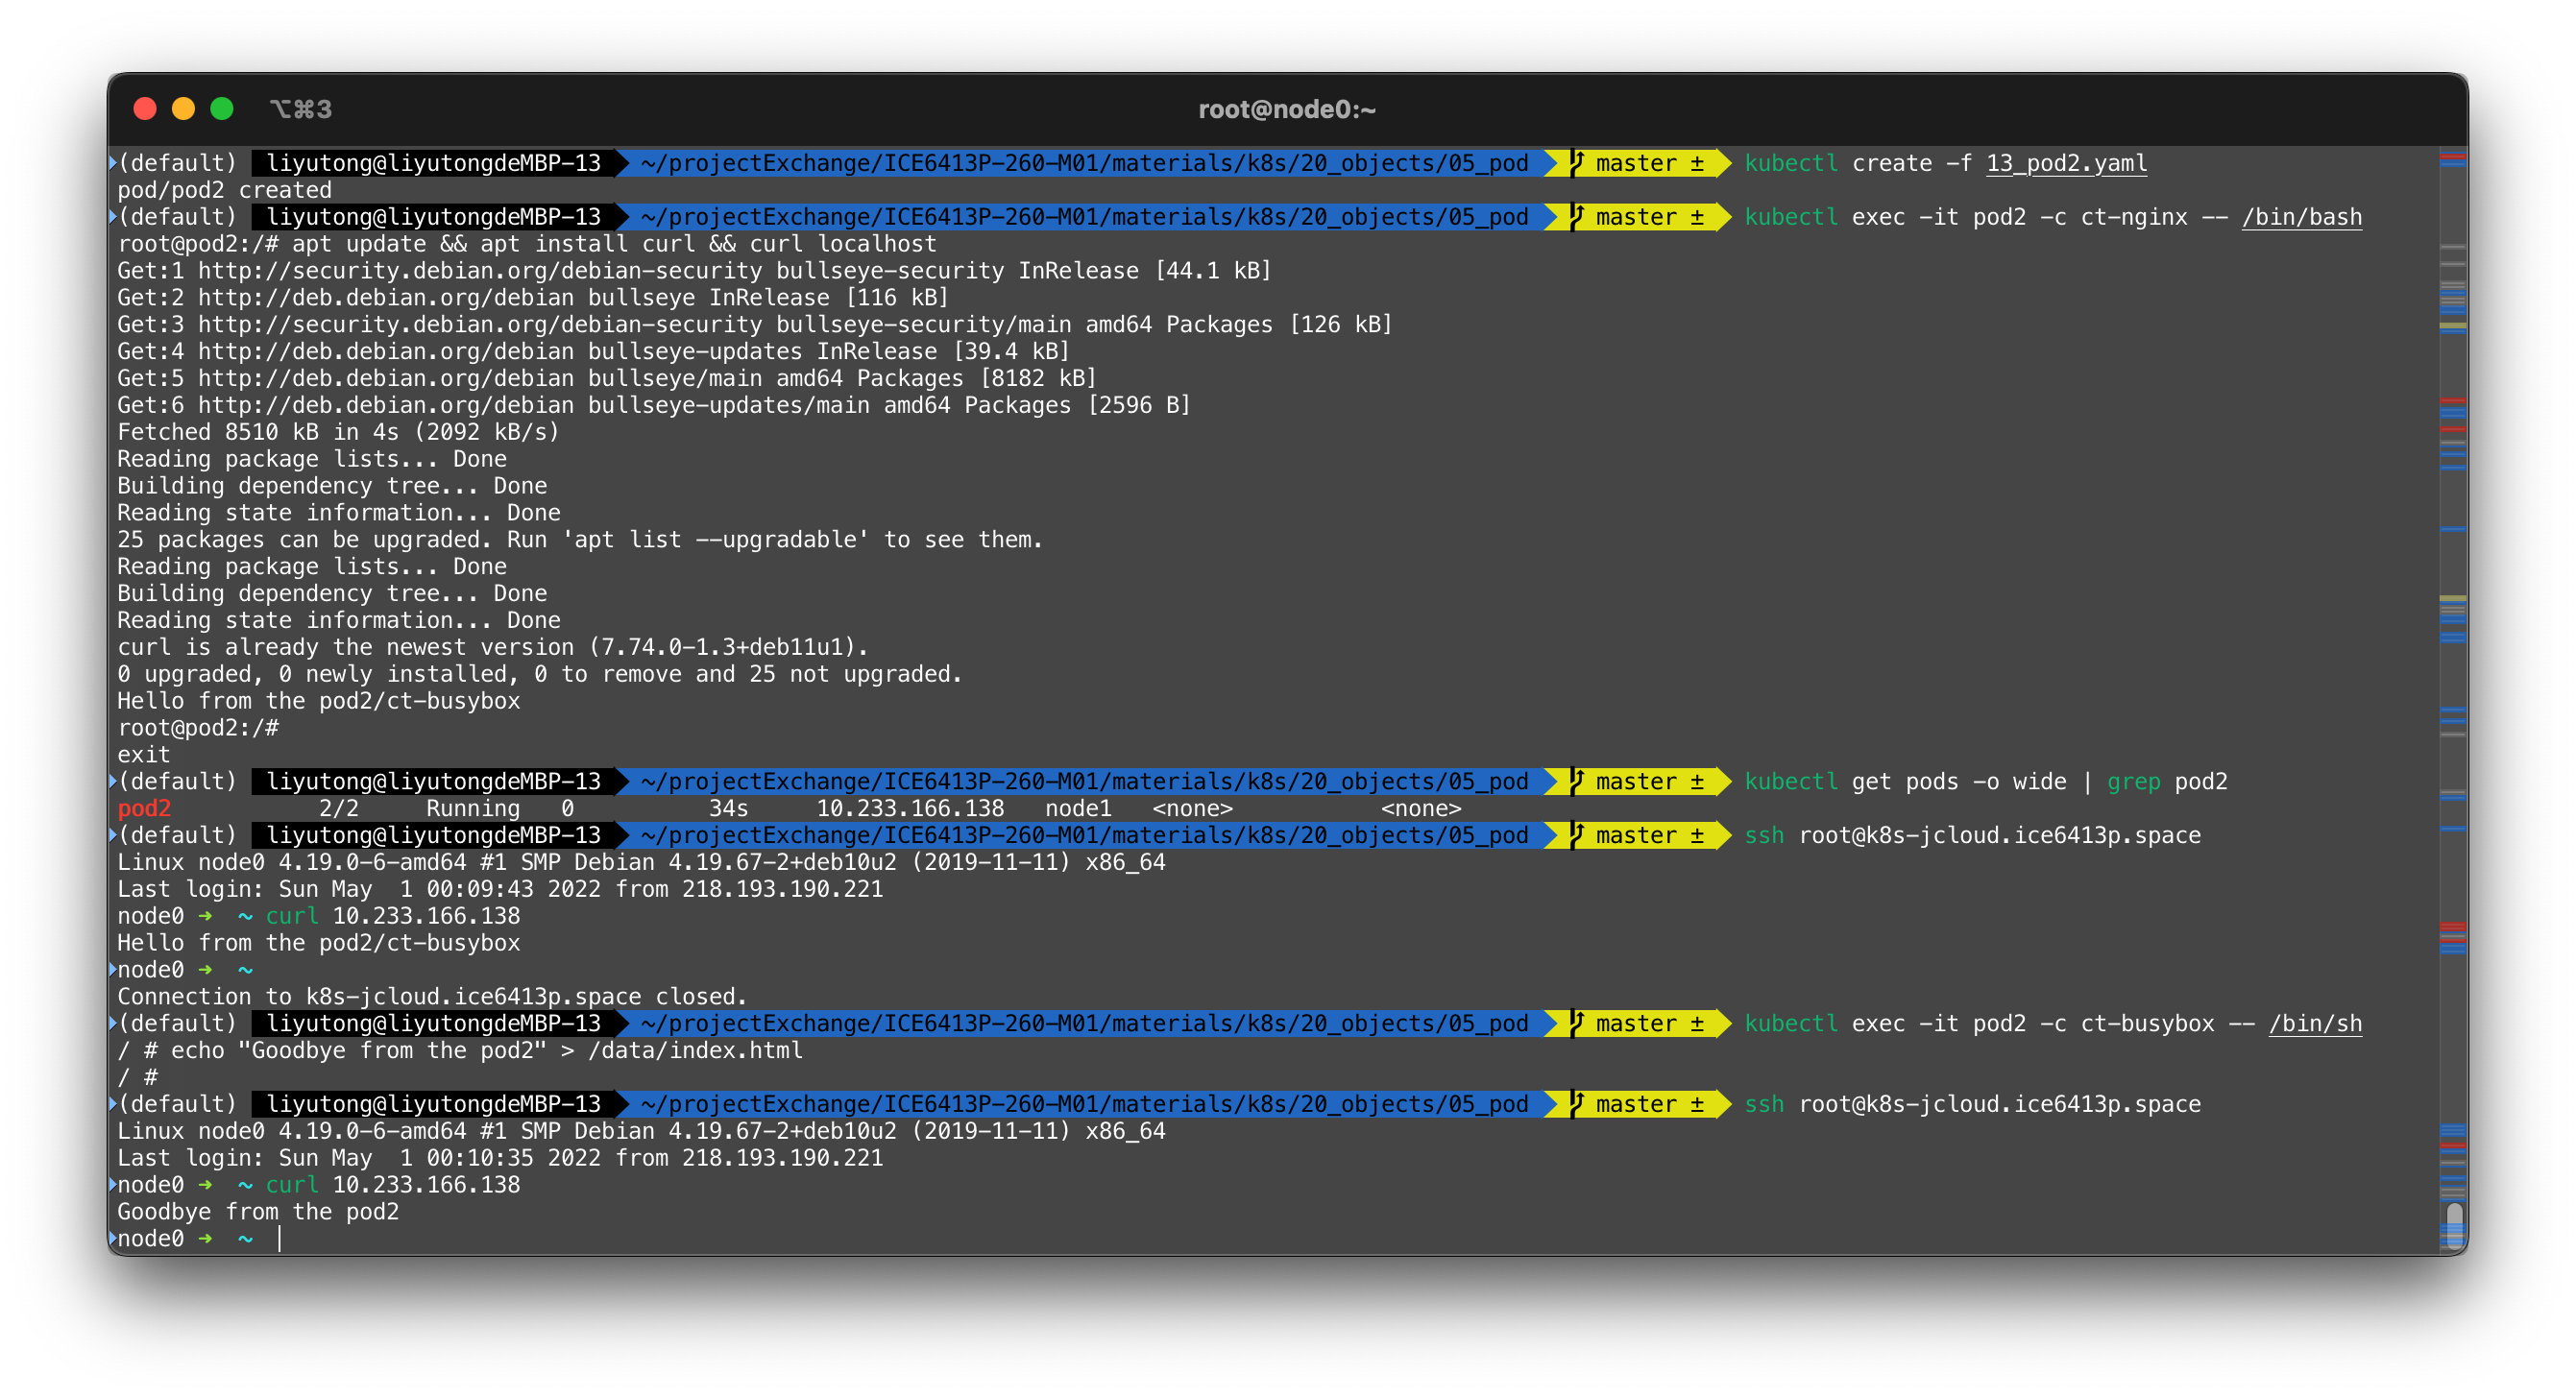 ⌥⌘3
root@node0:~
(default) liyutong@liyutongdeMBP-13 ~/projectExchange/ICE6413P-260-M01/materials/k8s/20_objects/05_pod master ± kubectl create -f 13_pod2.yaml
pod/pod2 created
(default) liyutong@liyutongdeMBP-13 ~/projectExchange/ICE6413P-260-M01/materials/k8s/20_objects/05_pod master ± kubectl exec -it pod2 -c ct-nginx -- /bin/bash
root@pod2:/# apt update && apt install curl && curl localhost
Get:1 http://security.debian.org/debian-security bullseye-security InRelease [44.1 kB]
Get:2 http://deb.debian.org/debian bullseye InRelease [116 kB]
Get:3 http://security.debian.org/debian-security bullseye-security/main amd64 Packages [126 kB]
Get:4 http://deb.debian.org/debian bullseye-updates InRelease [39.4 kB]
Get:5 http://deb.debian.org/debian bullseye/main amd64 Packages [8182 kB]
Get:6 http://deb.debian.org/debian bullseye-updates/main amd64 Packages [2596 B]
Fetched 8510 kB in 4s (2092 kB/s)
Reading package lists... Done
Building dependency tree... Done
Reading state information... Done
25 packages can be upgraded. Run 'apt list --upgradable' to see them.
Reading package lists... Done
Building dependency tree... Done
Reading state information... Done
curl is already the newest version (7.74.0-1.3+deb11u1).
0 upgraded, 0 newly installed, 0 to remove and 25 not upgraded.
Hello from the pod2/ct-busybox
root@pod2:/#
exit
(default) liyutong@liyutongdeMBP-13 ~/projectExchange/ICE6413P-260-M01/materials/k8s/20_objects/05_pod master ± kubectl get pods -o wide | grep pod2
pod2 2/2 Running 0 34s 10.233.166.138 node1 <none> <none>
(default) liyutong@liyutongdeMBP-13 ~/projectExchange/ICE6413P-260-M01/materials/k8s/20_objects/05_pod master ± ssh root@k8s-jcloud.ice6413p.space
Linux node0 4.19.0-6-amd64 #1 SMP Debian 4.19.67-2+deb10u2 (2019-11-11) x86_64
Last login: Sun May  1 00:09:43 2022 from 218.193.190.221
node0 ➜ ~ curl 10.233.166.138
Hello from the pod2/ct-busybox
node0 ➜ ~
Connection to k8s-jcloud.ice6413p.space closed.
(default) liyutong@liyutongdeMBP-13 ~/projectExchange/ICE6413P-260-M01/materials/k8s/20_objects/05_pod master ± kubectl exec -it pod2 -c ct-busybox -- /bin/sh
/ # echo "Goodbye from the pod2" > /data/index.html
/ #
(default) liyutong@liyutongdeMBP-13 ~/projectExchange/ICE6413P-260-M01/materials/k8s/20_objects/05_pod master ± ssh root@k8s-jcloud.ice6413p.space
Linux node0 4.19.0-6-amd64 #1 SMP Debian 4.19.67-2+deb10u2 (2019-11-11) x86_64
Last login: Sun May  1 00:10:35 2022 from 218.193.190.221
node0 ➜ ~ curl 10.233.166.138
Goodbye from the pod2
node0 ➜ ~